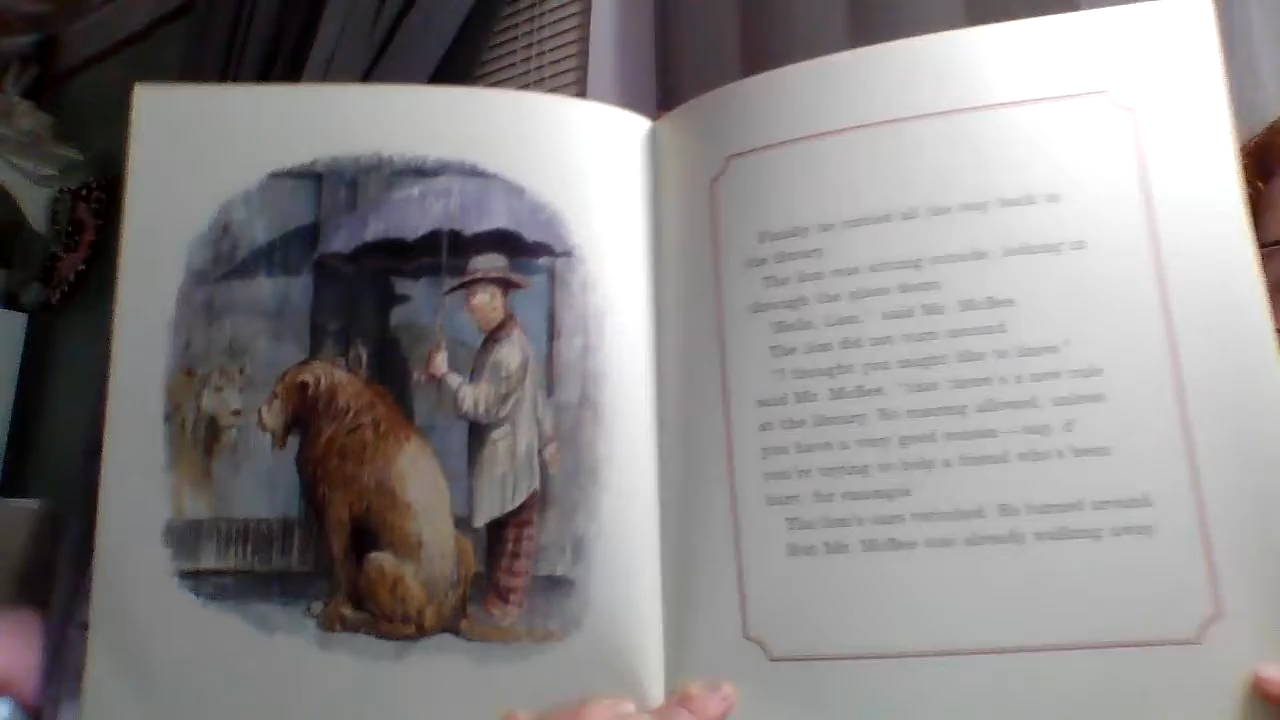 Finally he turned all the way back to
the library.
The lion was sitting outside, looking in
through the glass doors.
"Hello, Lion," said Mr. McBee.
The lion did not turn around.
"I thought you might like to know,"
said Mr. McBee, "that there's a new rule
at the library. No roaring allowed, unless
you have a very good reason—say, if
you're trying to help a friend who's been
hurt, for example."
The lion's ears twitched. He turned around.
But Mr. McBee was already walking away.